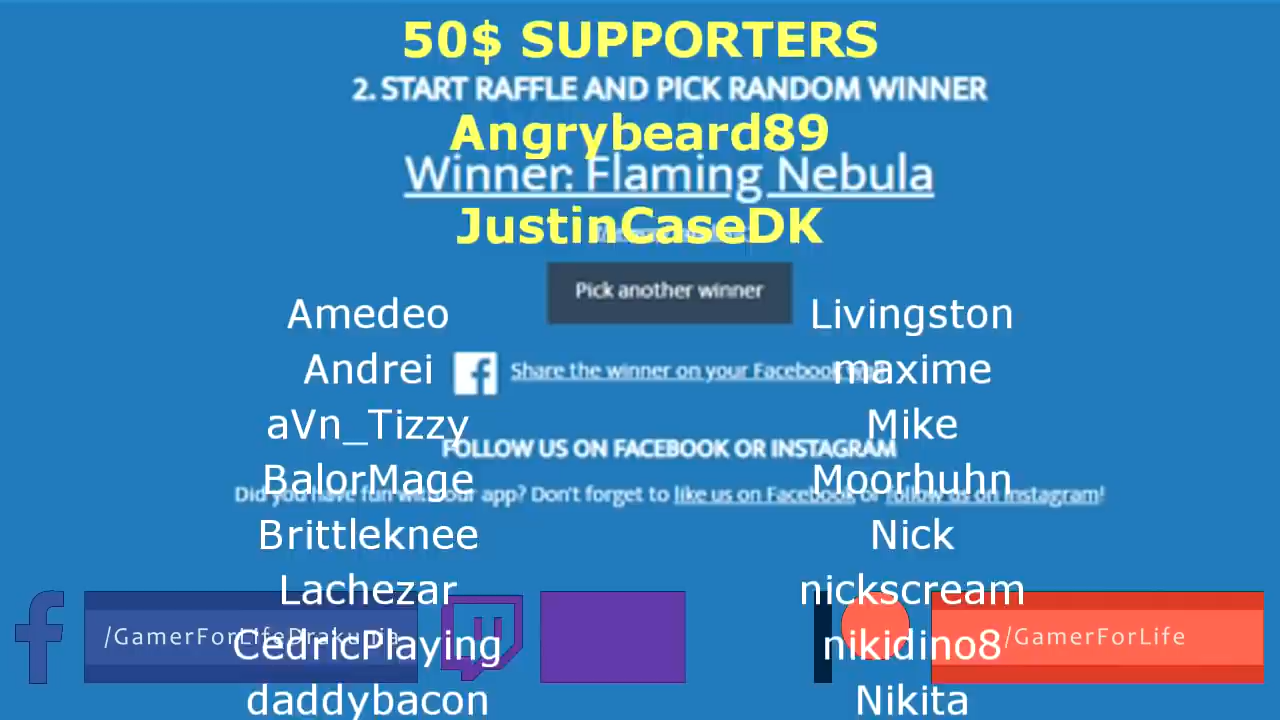 50$ SUPPORTERS
2. START RAFFLE AND PICK RANDOM WINNER
Angrybeard89
Winner: Flaming Nebula
JustinCaseDK
Pick another winner
Amedeo
Livingston
Andrei
Share the winner on your Facebook
maxime
aVn_Tizzy
Mike
FOLLOW US ON FACEBOOK OR INSTAGRAM
BalorMage
Moorhuhn
Did you have fun with our app? Don't forget to like us on Facebook or follow us on Instagram!
Brittleknee
Nick
Lachezar
nickscream
/GamerForLifeDrakulla
/GamerForLife
CedricPlaying
nikidino8
daddybacon
Nikita